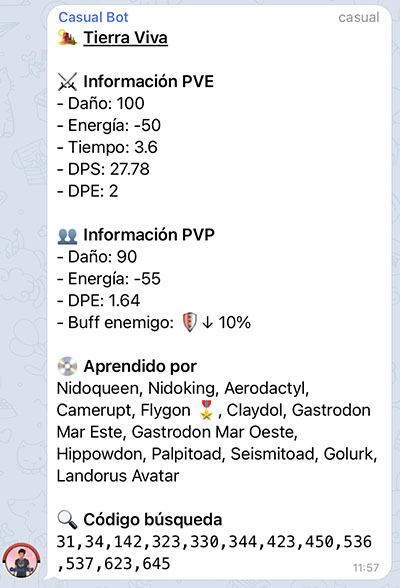 Casual Bot casual
Tierra Viva
Información PVE
- Daño: 100
- Energía: -50
- Tiempo: 3.6
- DPS: 27.78
- DPE: 2
Información PVP
- Daño: 90
- Energía: -55
- DPE: 1.64
- Buff enemigo: ↓ 10%
Aprendido por
Nidoqueen, Nidoking, Aerodactyl,
Camerupt, Flygon , Claydol, Gastrodon
Mar Este, Gastrodon Mar Oeste,
Hippowdon, Palpitoad, Seismitoad, Golurk,
Landorus Avatar
Código búsqueda
31,34,142,323,330,344,423,450,536
,537,623,645
11:57